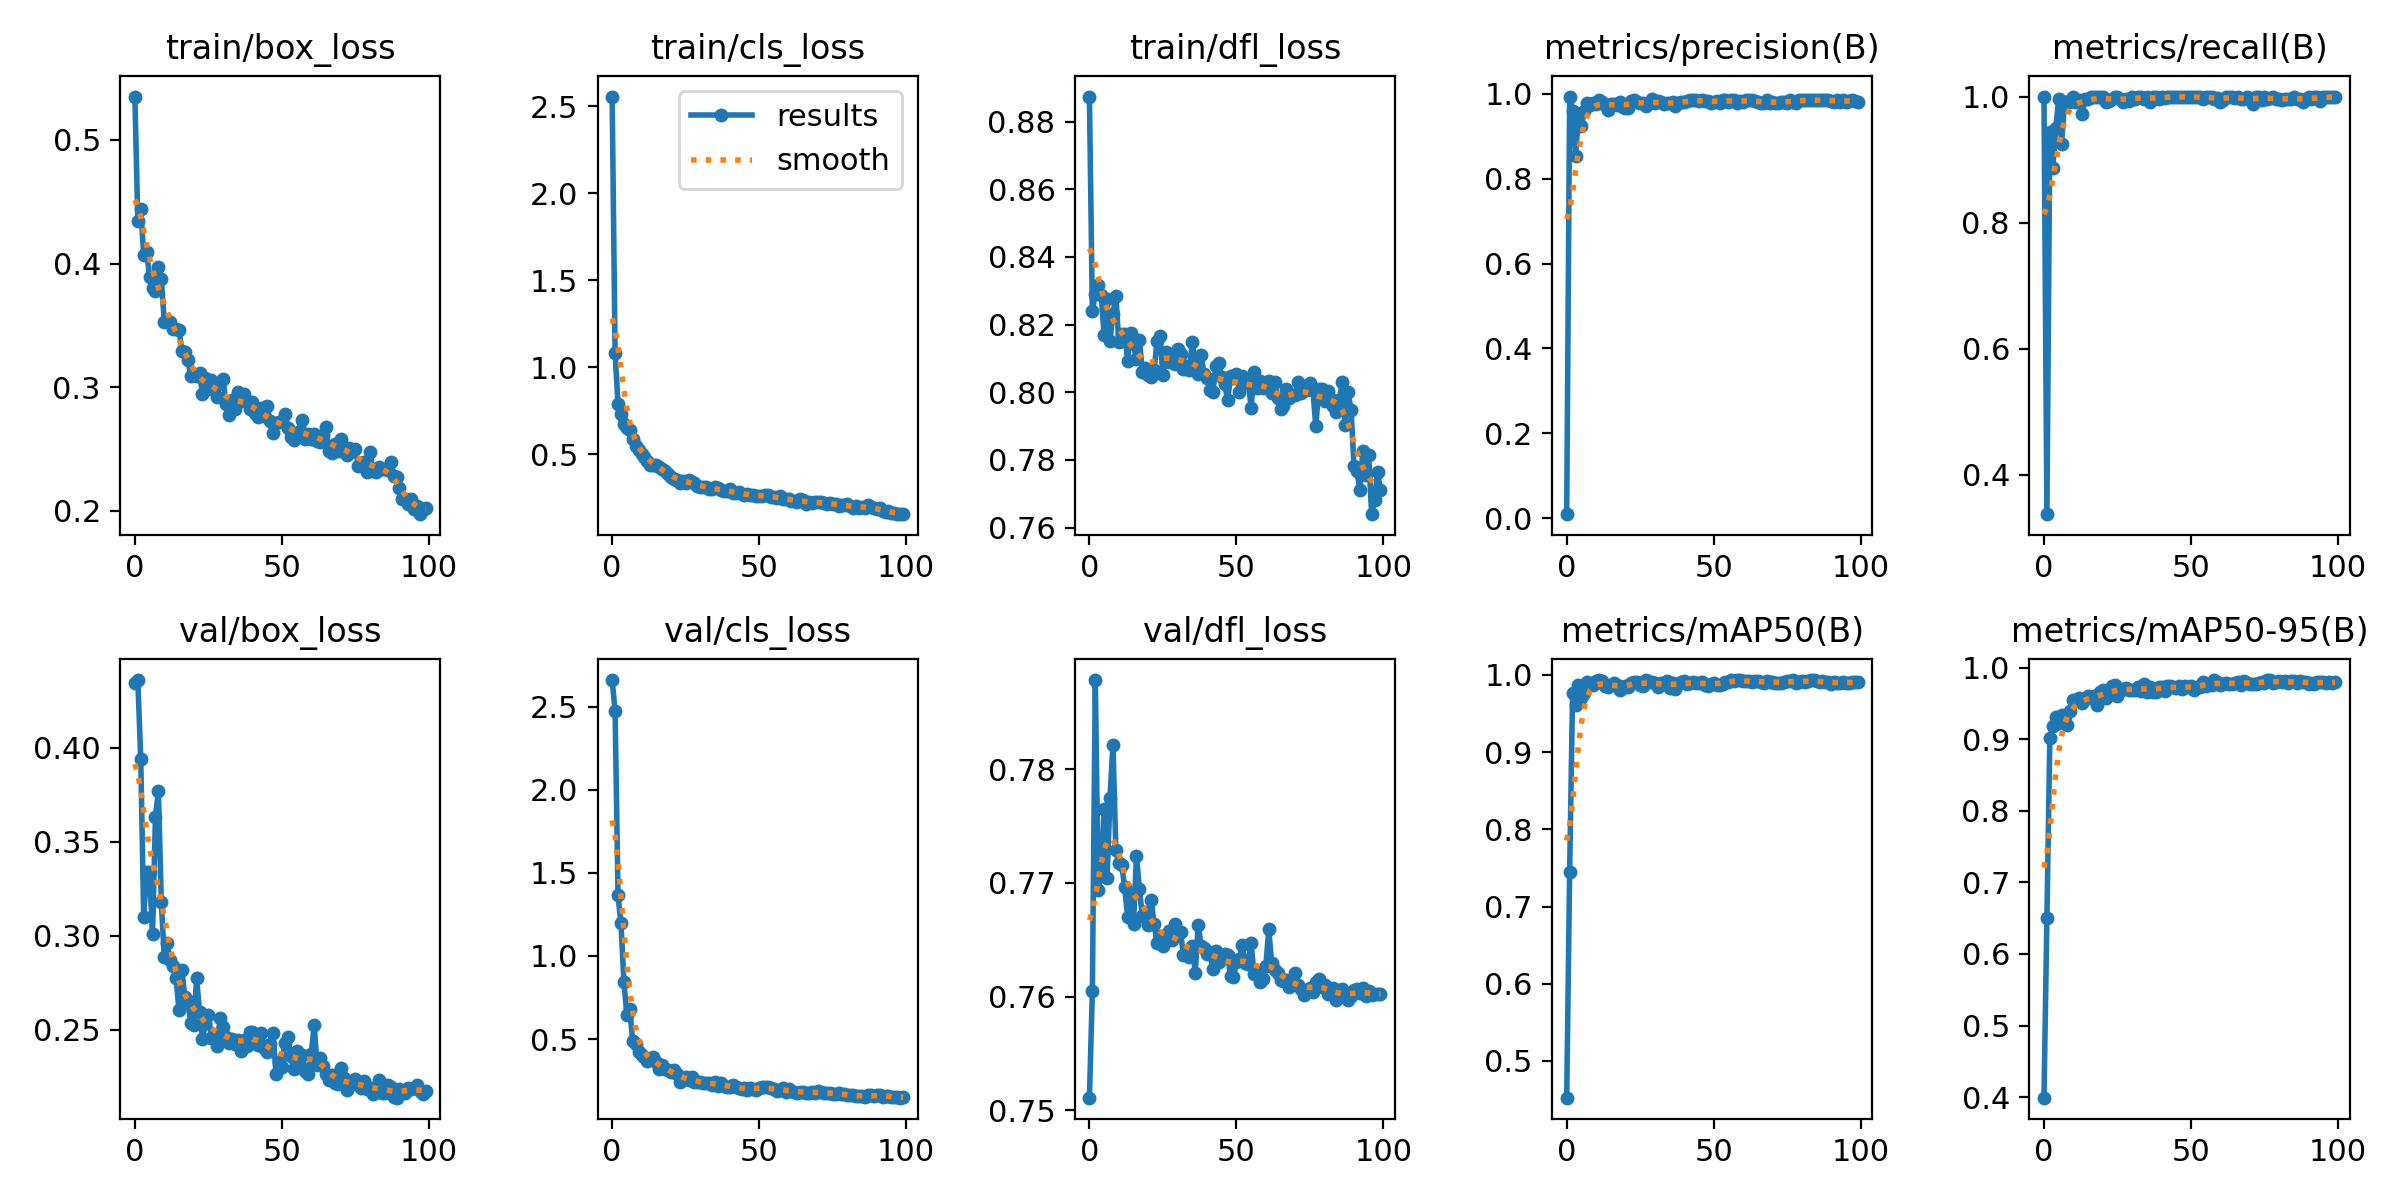 train/box_loss
0.5
0.4
0.3
0.2
0 50 100
train/cls_loss
results
smooth
2.5
2.0
1.5
1.0
0.5
0 50 100
train/dfl_loss
0.88
0.86
0.84
0.82
0.80
0.78
0.76
0 50 100
metrics/precision(B)
1.0
0.8
0.6
0.4
0.2
0.0
0 50 100
metrics/recall(B)
1.0
0.8
0.6
0.4
0 50 100
val/box_loss
0.40
0.35
0.30
0.25
0 50 100
val/cls_loss
2.5
2.0
1.5
1.0
0.5
0 50 100
val/dfl_loss
0.78
0.77
0.76
0.75
0 50 100
metrics/mAP50(B)
1.0
0.9
0.8
0.7
0.6
0.5
0 50 100
metrics/mAP50-95(B)
1.0
0.9
0.8
0.7
0.6
0.5
0.4
0 50 100